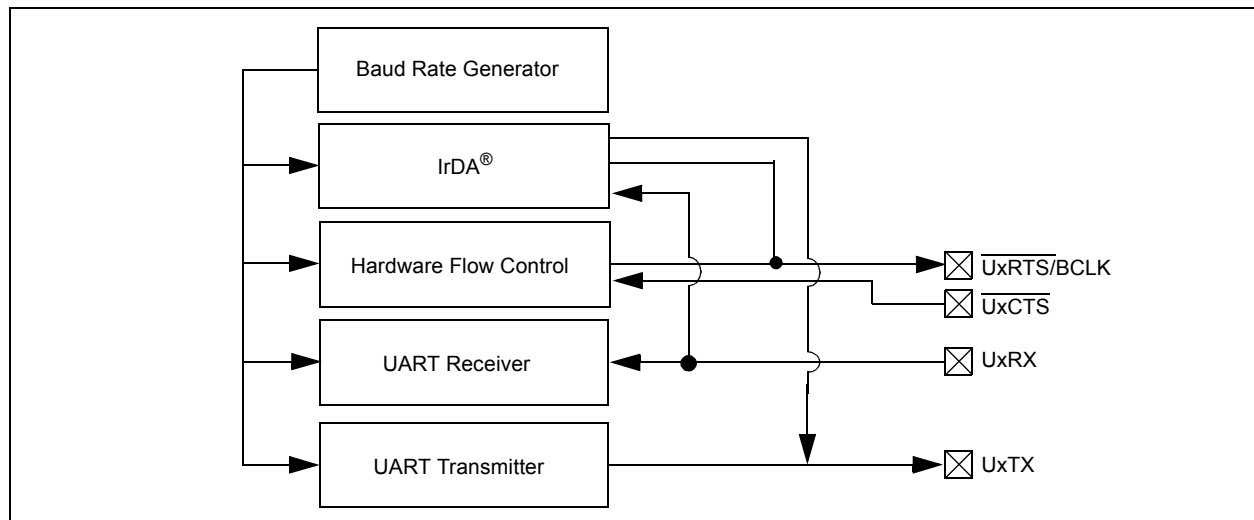 Baud Rate Generator
IrDA®
Hardware Flow Control
UxRTS/BCLK
UxCTS
UART Receiver
UxRX
UART Transmitter
UxTX